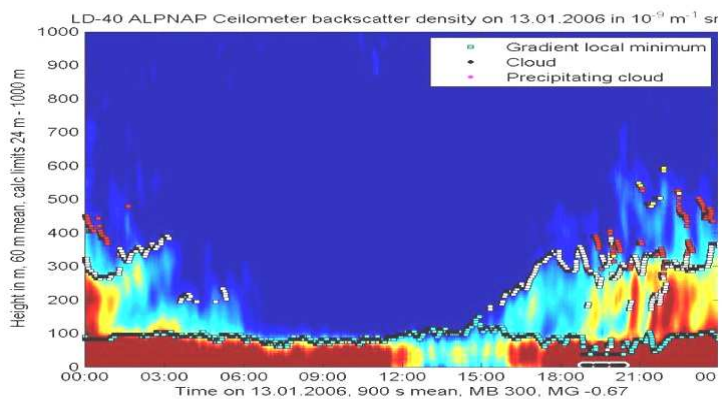 LD-40 ALPNAP Ceilometer backscatter density on 13.01.2006 in 10⁻⁹ m⁻¹ sr
Gradient local minimum
Cloud
Precipitating cloud
Height in m, 60 m mean, calc limits 24 m - 1000 m
1000
900
800
700
600
500
400
300
200
100
0
00:00 03:00 06:00 09:00 12:00 15:00 18:00 21:00 00
Time on 13.01.2006, 900 s mean, MB 300, MG -0.67